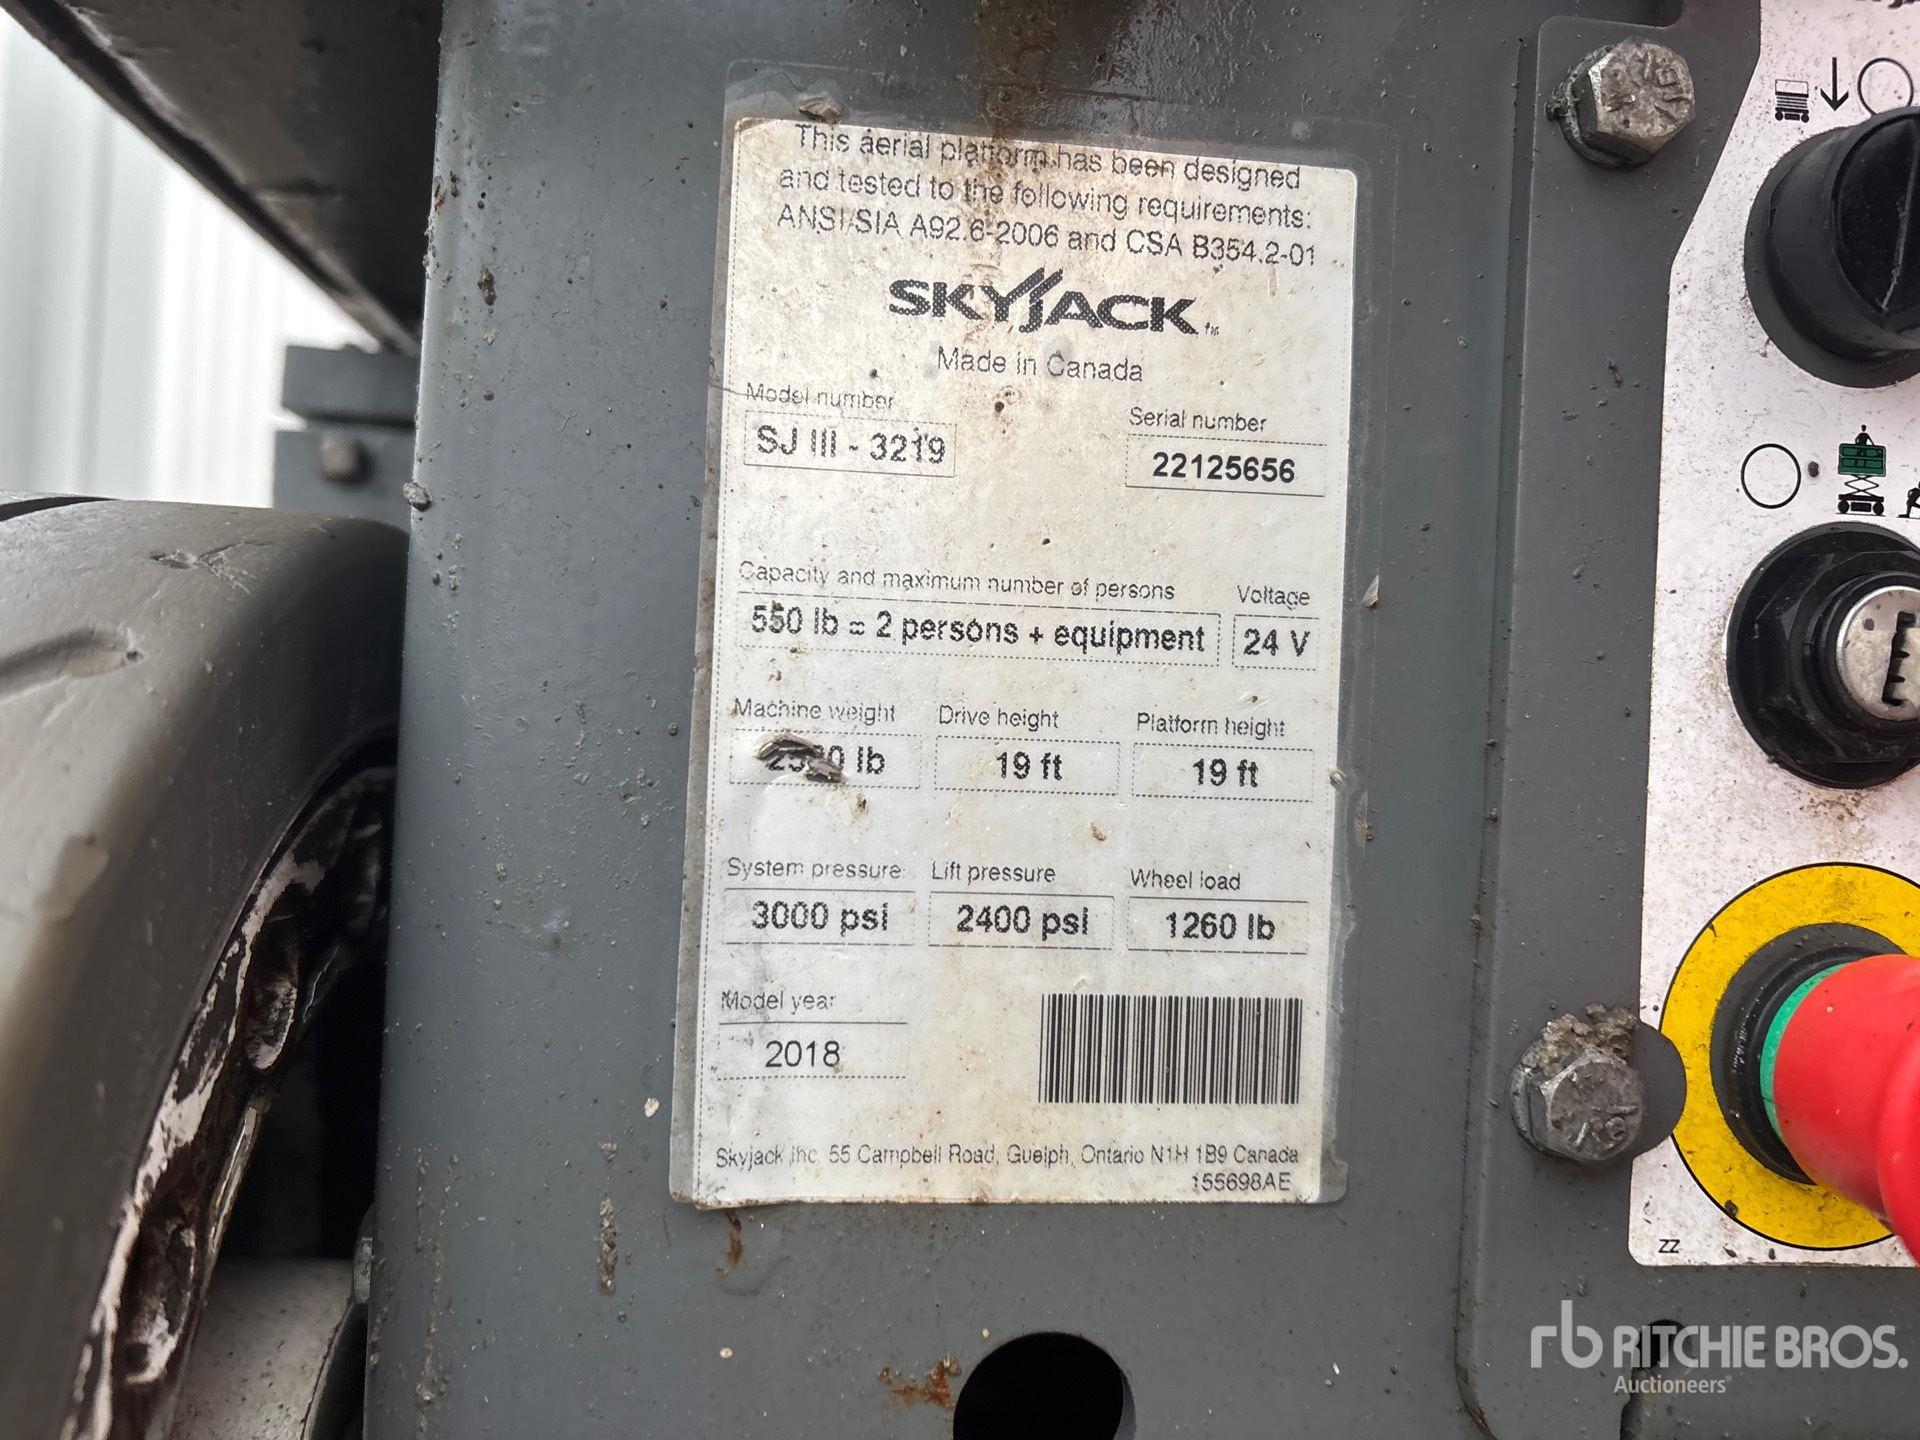 This aerial platform has been designed
and tested to the following requirements:
ANSI/SIA A92.6-2006 and CSA B354.2-01
SKYJACK™
Made in Canada
Model number
SJ III - 3219
Serial number
22125656
Capacity and maximum number of persons
550 lb = 2 persons + equipment
Voltage
24 V
Machine weight
lb
Drive height
19 ft
Platform height
19 ft
System pressure
3000 psi
Lift pressure
2400 psi
Wheel load
1260 lb
Model year
2018
Skyjack Inc. 55 Campbell Road, Guelph, Ontario N1H 1B9 Canada
155698AE
ZZ
rb RITCHIE BROS.
Auctioneers